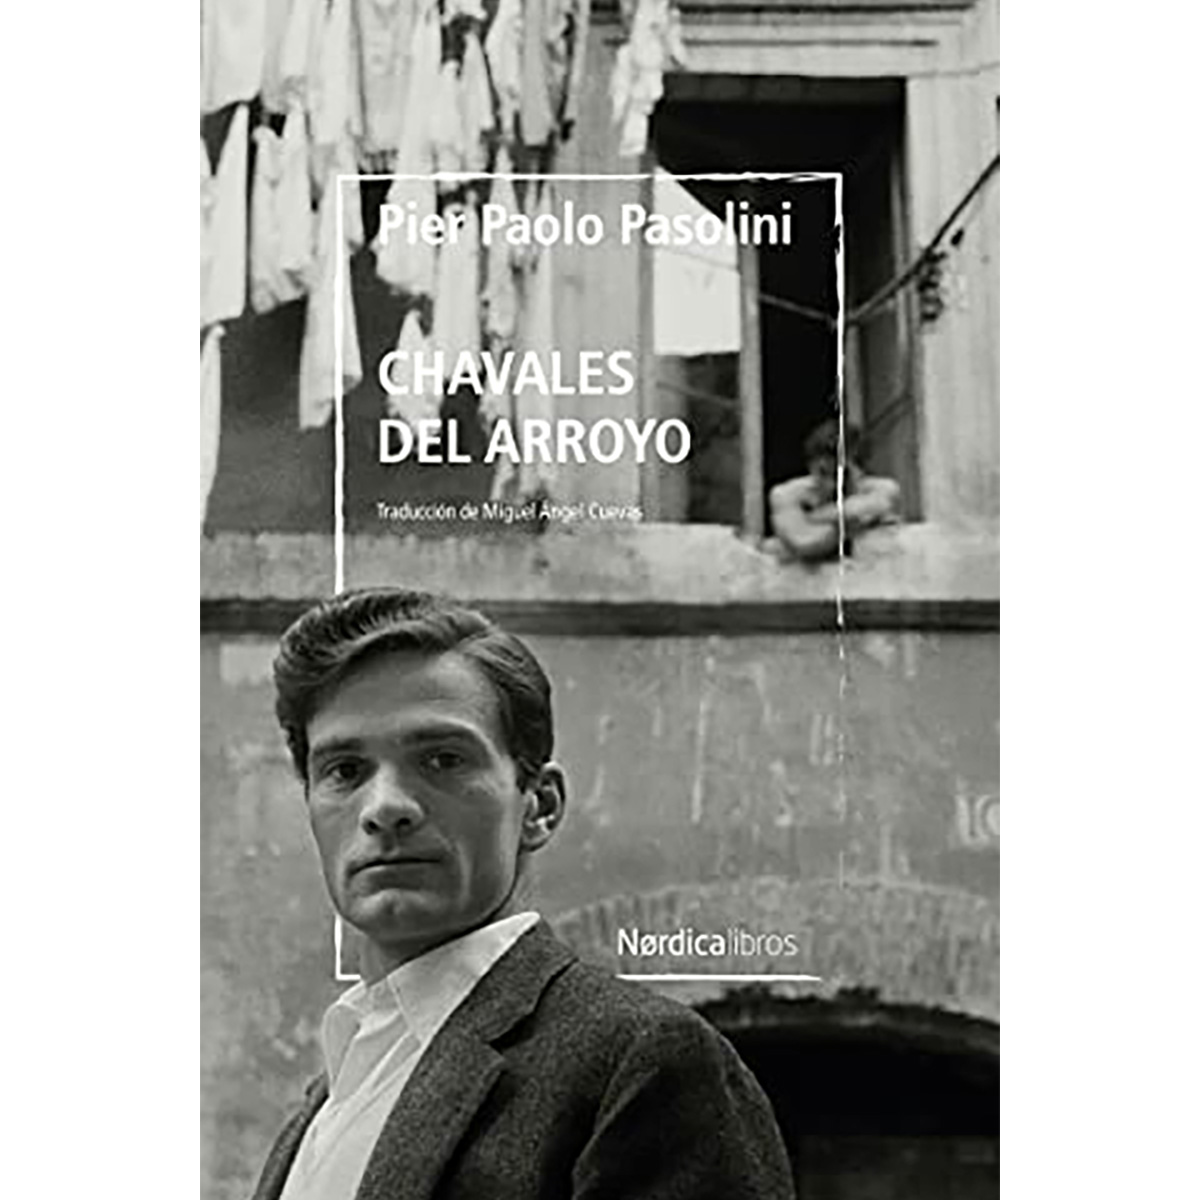 Pier Paolo Pasolini
CHAVALES
DEL ARROYO
Traducción de Miguel Ángel Cuevas
Nørdicalibros